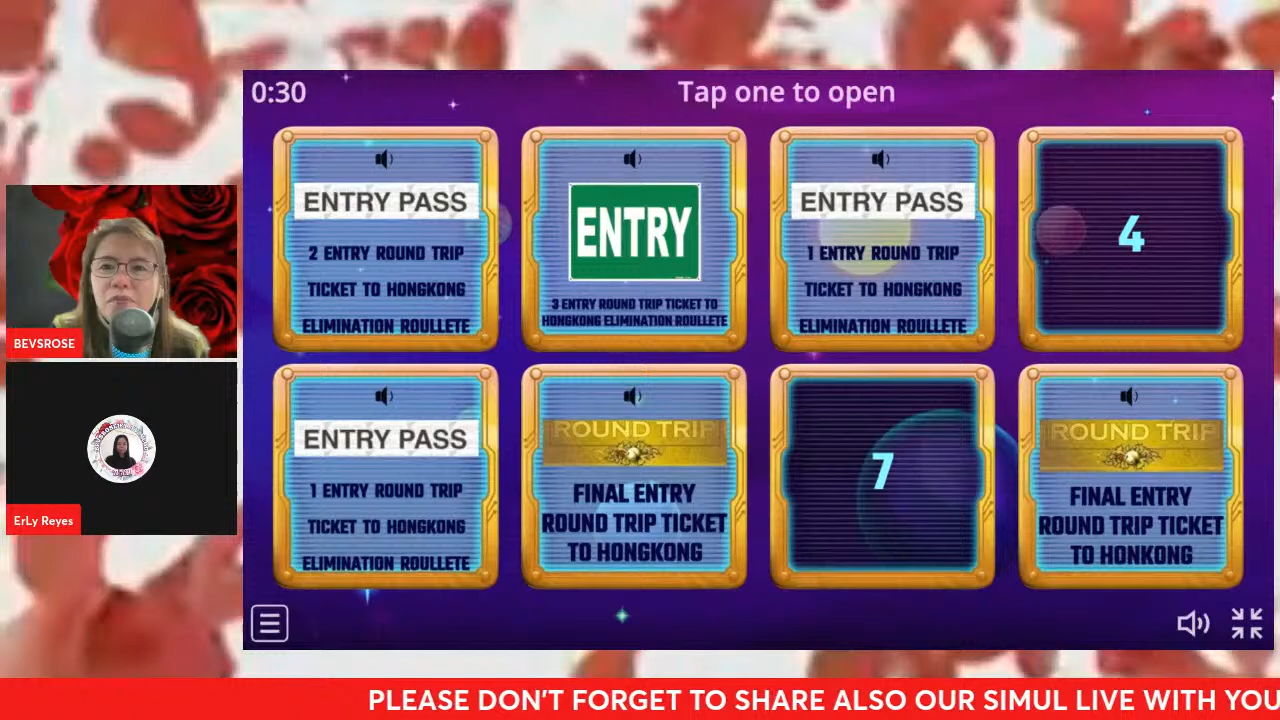 0:30
Tap one to open
ENTRY PASS
2 ENTRY ROUND TRIP
TICKET TO HONGKONG
ELIMINATION ROULLETE
ENTRY
3 ENTRY ROUND TRIP TICKET TO
HONGKONG ELIMINATION ROULLETE
ENTRY PASS
1 ENTRY ROUND TRIP
TICKET TO HONGKONG
ELIMINATION ROULLETE
4
ENTRY PASS
1 ENTRY ROUND TRIP
TICKET TO HONGKONG
ELIMINATION ROULLETE
ROUND TRIP
FINAL ENTRY
ROUND TRIP TICKET
TO HONGKONG
7
ROUND TRIP
FINAL ENTRY
ROUND TRIP TICKET
TO HONKONG
BEVSROSE
ErLy Reyes
PLEASE DON'T FORGET TO SHARE ALSO OUR SIMUL LIVE WITH YOU